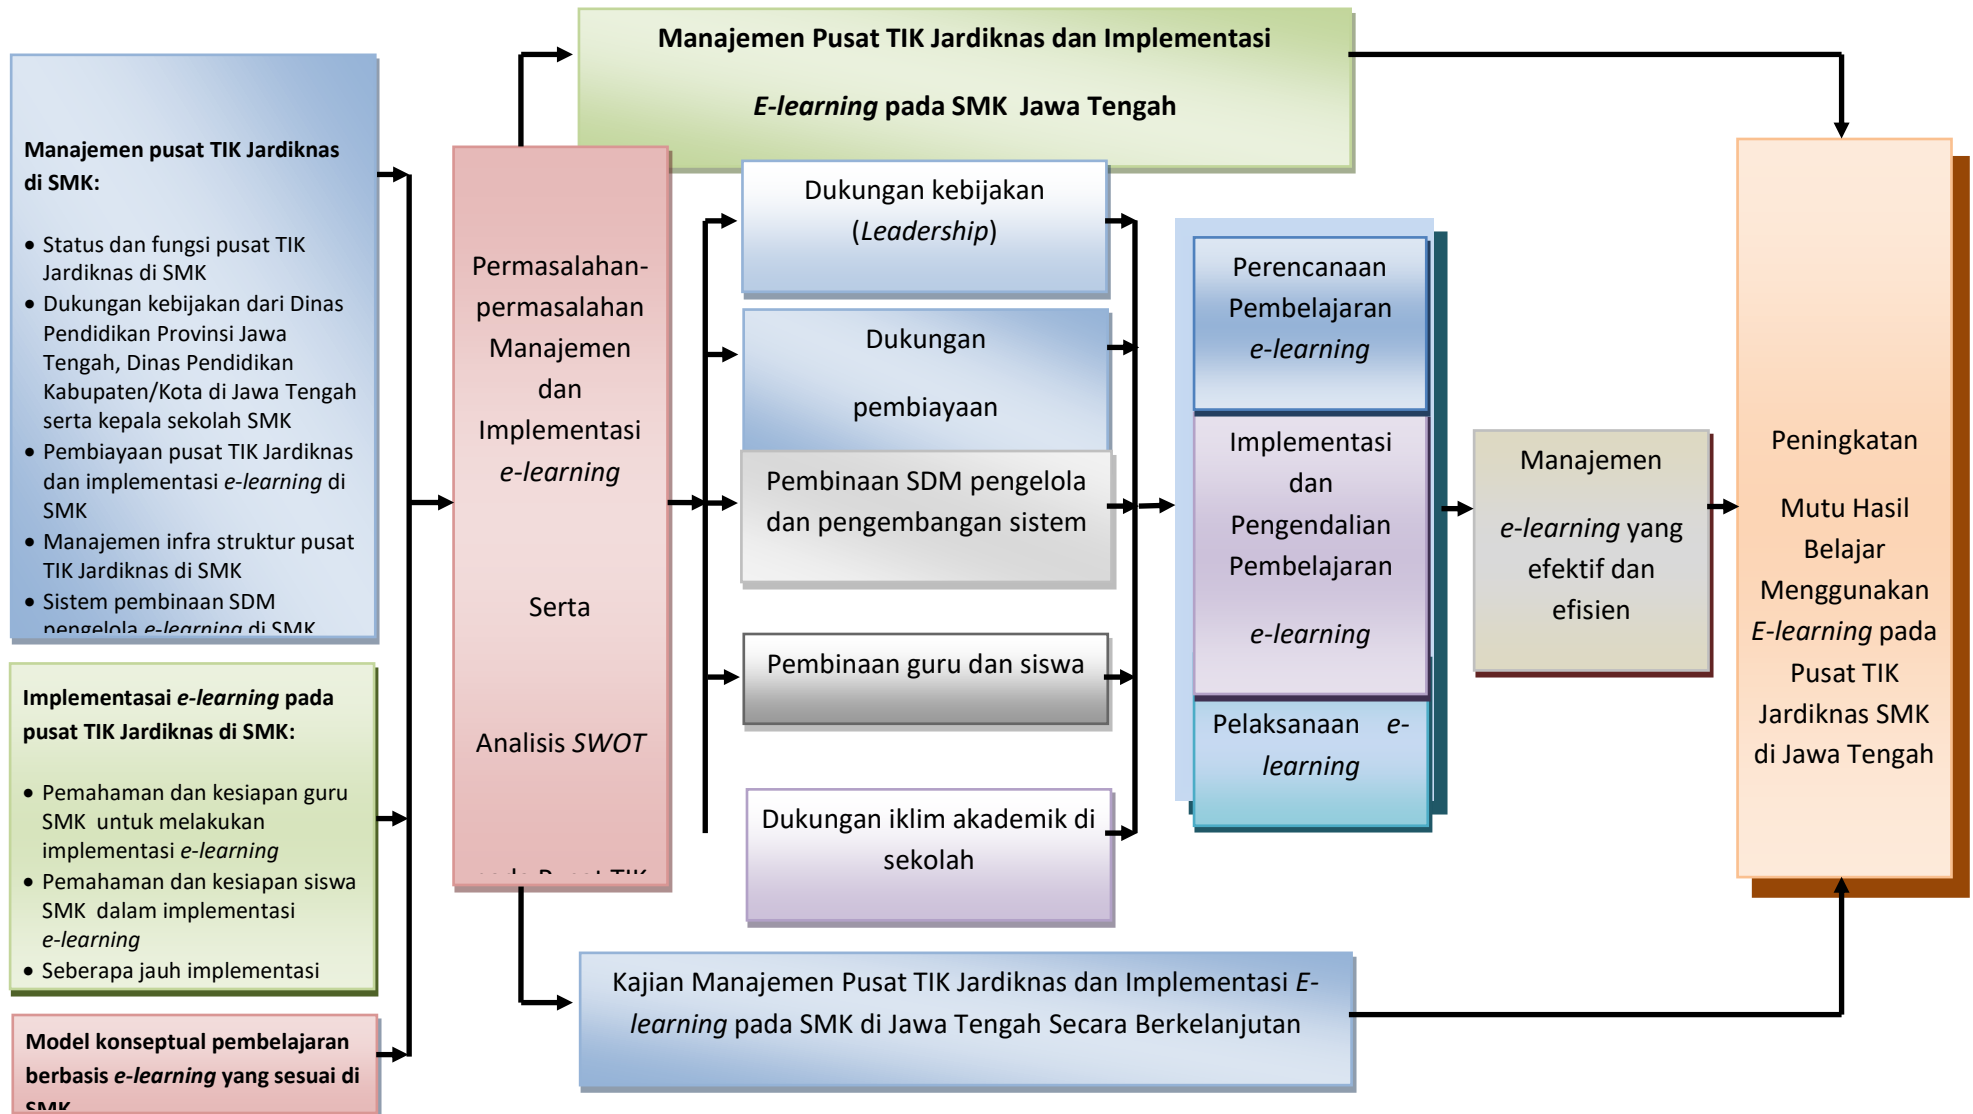 Manajemen Pusat TIK Jardiknas dan Implementasi
E-learning pada SMK Jawa Tengah
Manajemen pusat TIK Jardiknas
di SMK:
• Status dan fungsi pusat TIK
Jardiknas di SMK
• Dukungan kebijakan dari Dinas
Pendidikan Provinsi Jawa
Tengah, Dinas Pendidikan
Kabupaten/Kota di Jawa Tengah
serta kepala sekolah SMK
• Pembiayaan pusat TIK Jardiknas
dan implementasi e-learning di
SMK
• Manajemen infra struktur pusat
TIK Jardiknas di SMK
• Sistem pembinaan SDM
pengelola e-learning di SMK
Implementasai e-learning pada
pusat TIK Jardiknas di SMK:
• Pemahaman dan kesiapan guru
SMK untuk melakukan
implementasi e-learning
• Pemahaman dan kesiapan siswa
SMK dalam implementasi
e-learning
• Seberapa jauh implementasi
Model konseptual pembelajaran
berbasis e-learning yang sesuai di
SMK
Permasalahan-
permasalahan
Manajemen
dan
Implementasi
e-learning
Serta
Analisis SWOT
pada Pusat TIK
Dukungan kebijakan
(Leadership)
Dukungan
pembiayaan
Pembinaan SDM pengelola
dan pengembangan sistem
Pembinaan guru dan siswa
Dukungan iklim akademik di
sekolah
Perencanaan
Pembelajaran
e-learning
Implementasi
dan
Pengendalian
Pembelajaran
e-learning
Pelaksanaan e-
learning
Manajemen
e-learning yang
efektif dan
efisien
Peningkatan
Mutu Hasil
Belajar
Menggunakan
E-learning pada
Pusat TIK
Jardiknas SMK
di Jawa Tengah
Kajian Manajemen Pusat TIK Jardiknas dan Implementasi E-
learning pada SMK di Jawa Tengah Secara Berkelanjutan